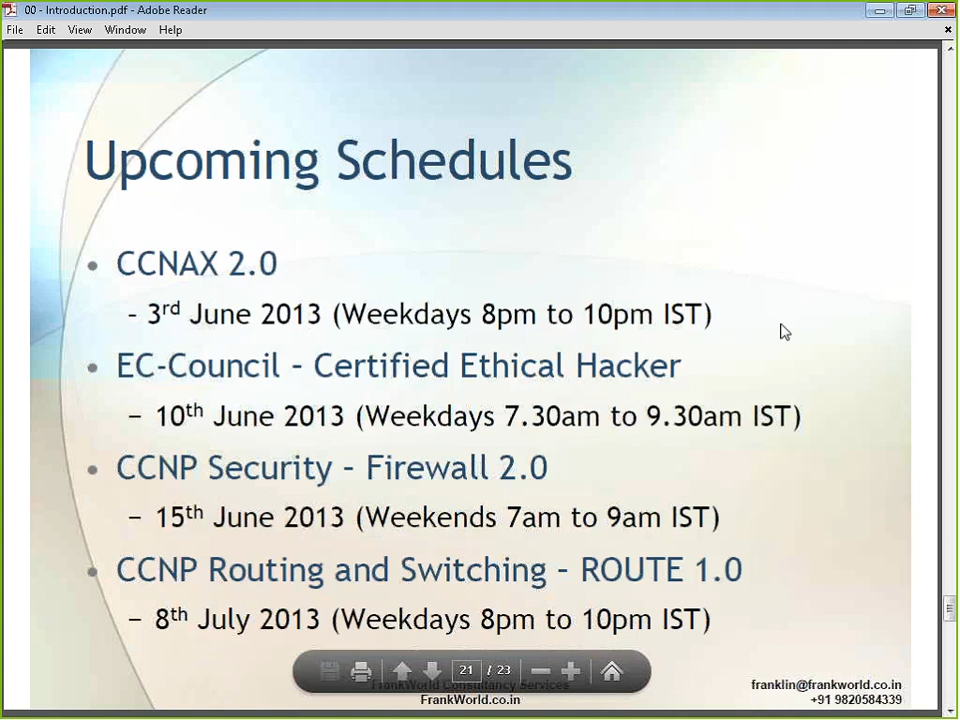 00 - Introduction.pdf - Adobe Reader
File Edit View Window Help
Upcoming Schedules
• CCNAX 2.0
– 3rd June 2013 (Weekdays 8pm to 10pm IST)
• EC-Council – Certified Ethical Hacker
– 10th June 2013 (Weekdays 7.30am to 9.30am IST)
• CCNP Security – Firewall 2.0
– 15th June 2013 (Weekends 7am to 9am IST)
• CCNP Routing and Switching – ROUTE 1.0
– 8th July 2013 (Weekdays 8pm to 10pm IST)
21 / 23
FrankWorld Consultancy Services
FrankWorld.co.in
franklin@frankworld.co.in
+91 9820584339